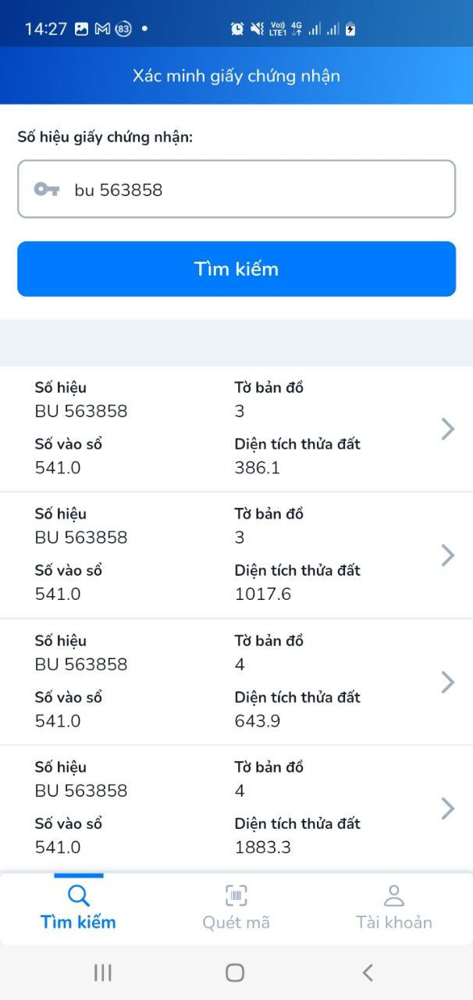 14:27 83 Vo) 4G
LTE1
Xác minh giấy chứng nhận
Số hiệu giấy chứng nhận:
bu 563858
Tìm kiếm
Số hiệu Tờ bản đồ
BU 563858 3
Số vào sổ Diện tích thửa đất
541.0 386.1
Số hiệu Tờ bản đồ
BU 563858 3
Số vào sổ Diện tích thửa đất
541.0 1017.6
Số hiệu Tờ bản đồ
BU 563858 4
Số vào sổ Diện tích thửa đất
541.0 643.9
Số hiệu Tờ bản đồ
BU 563858 4
Số vào sổ Diện tích thửa đất
541.0 1883.3
Tìm kiếm Quét mã Tài khoản